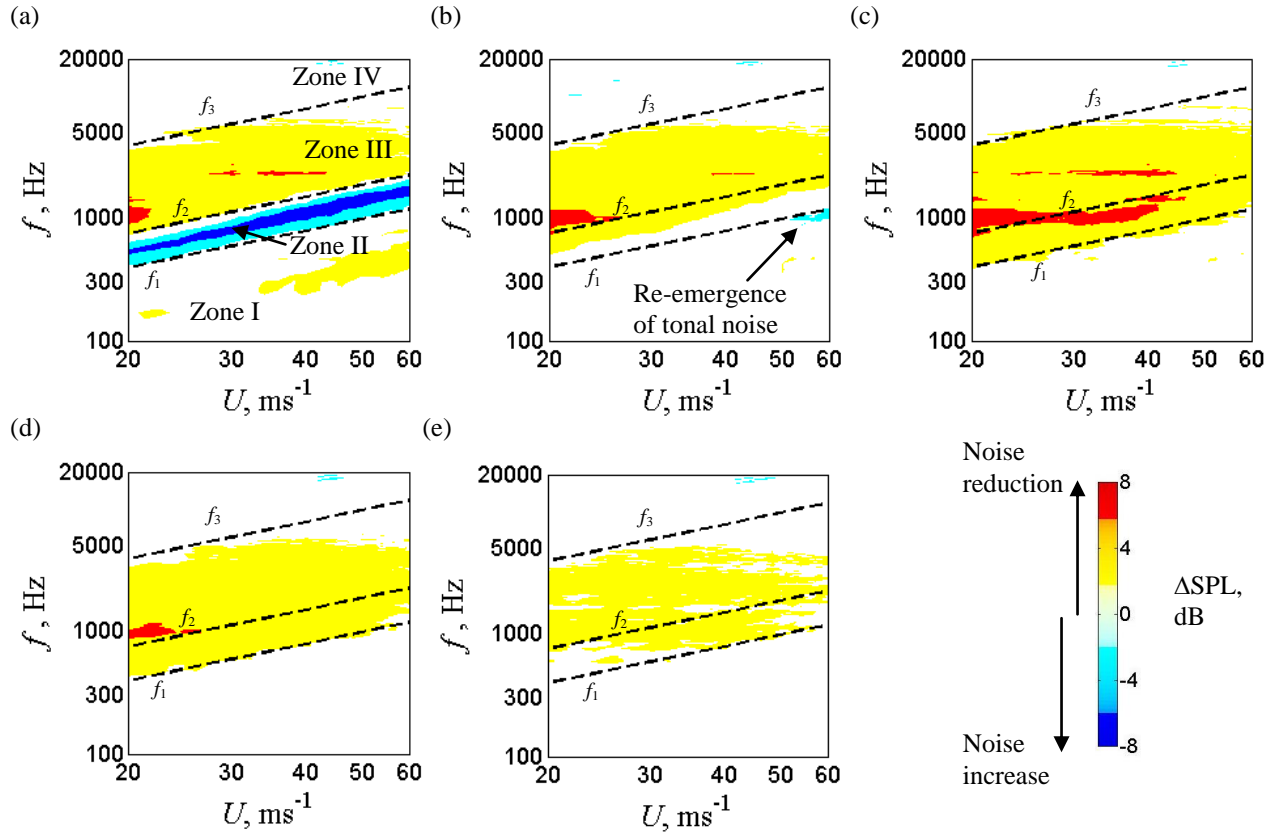 (a)
20000
5000
1000
300
100
f, Hz
20 30 40 50 60
U, ms⁻¹
Zone IV
f₃
Zone III
f₂
Zone II
f₁
Zone I
(b)
20000
5000
1000
300
100
f, Hz
20 30 40 50 60
U, ms⁻¹
f₃
f₂
f₁
Re-emergence
of tonal noise
(c)
20000
5000
1000
300
100
f, Hz
20 30 40 50 60
U, ms⁻¹
f₃
f₂
f₁
(d)
20000
5000
1000
300
100
f, Hz
20 30 40 50 60
U, ms⁻¹
f₃
f₂
f₁
(e)
20000
5000
1000
300
100
f, Hz
20 30 40 50 60
U, ms⁻¹
f₃
f₂
f₁
Noise
reduction
8
4
0
-4
-8
ΔSPL,
dB
Noise
increase